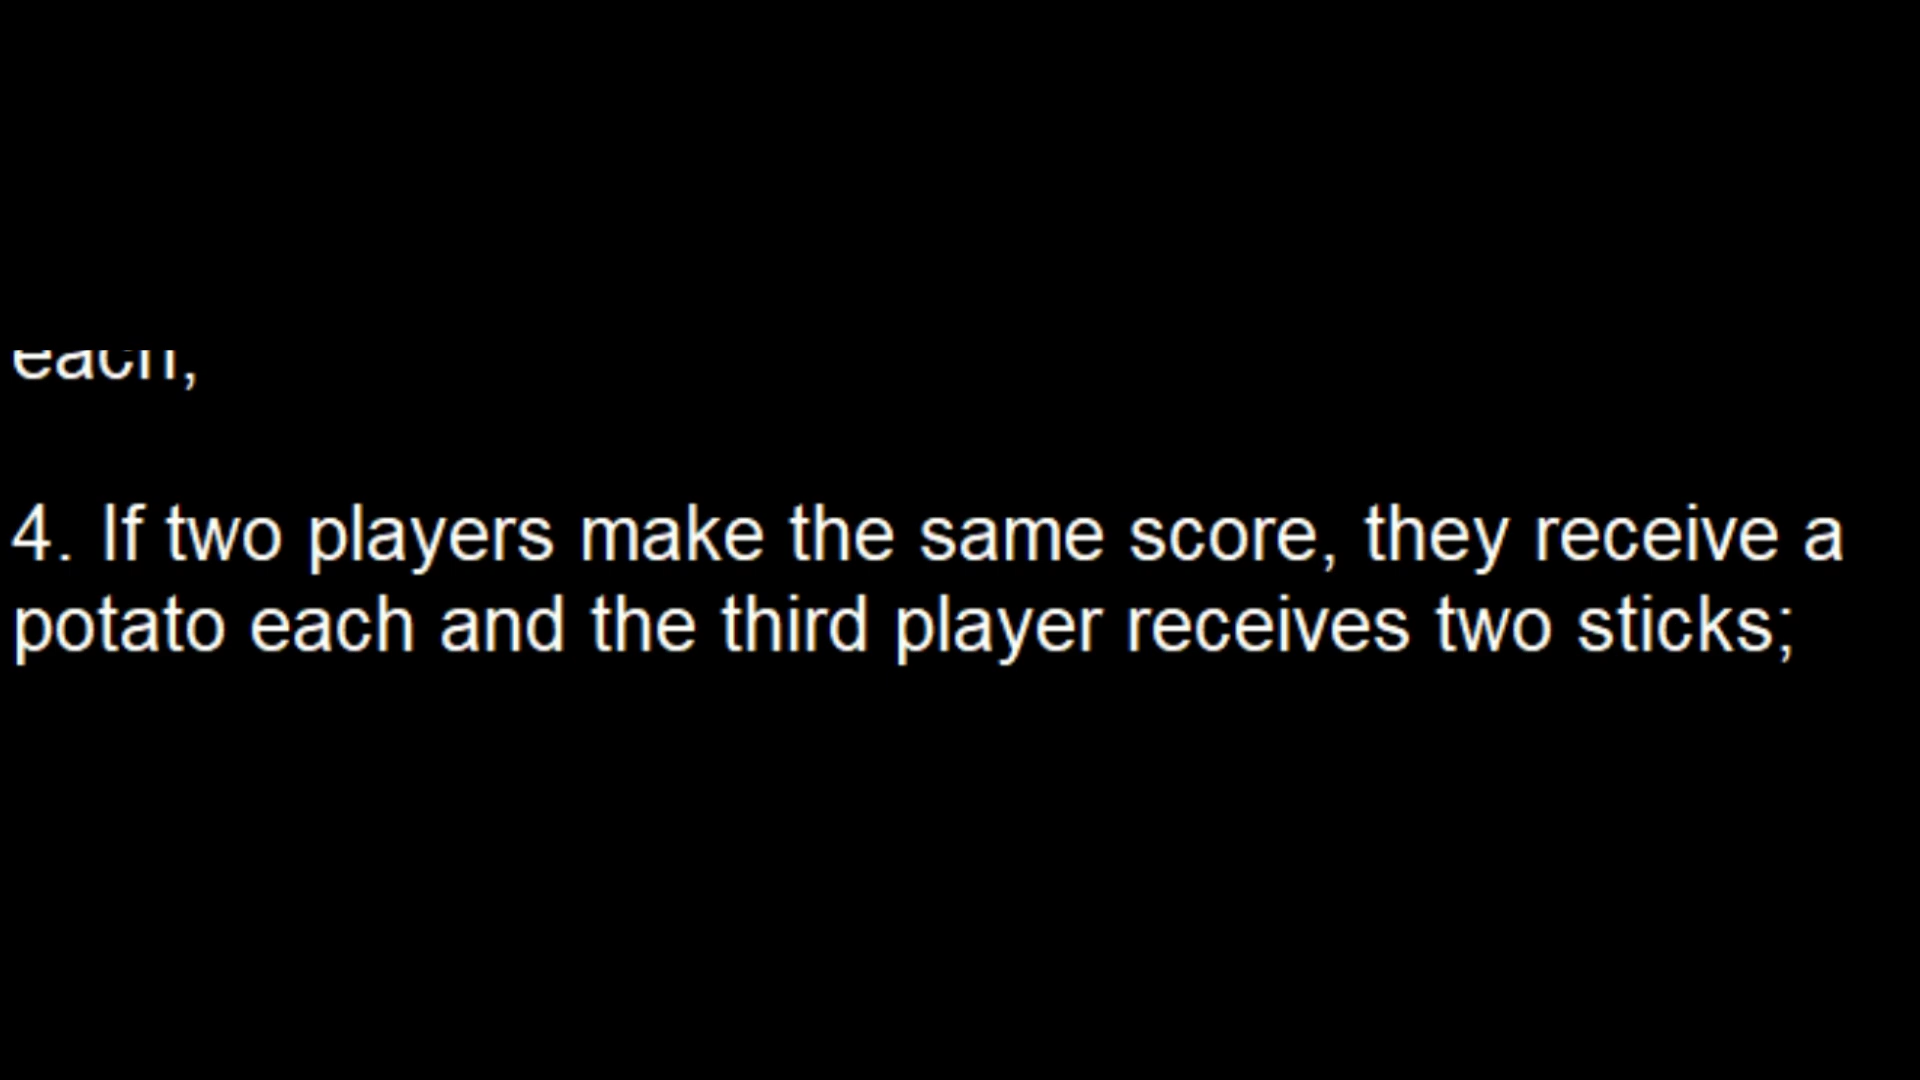 each,
4. If two players make the same score, they receive a
potato each and the third player receives two sticks;